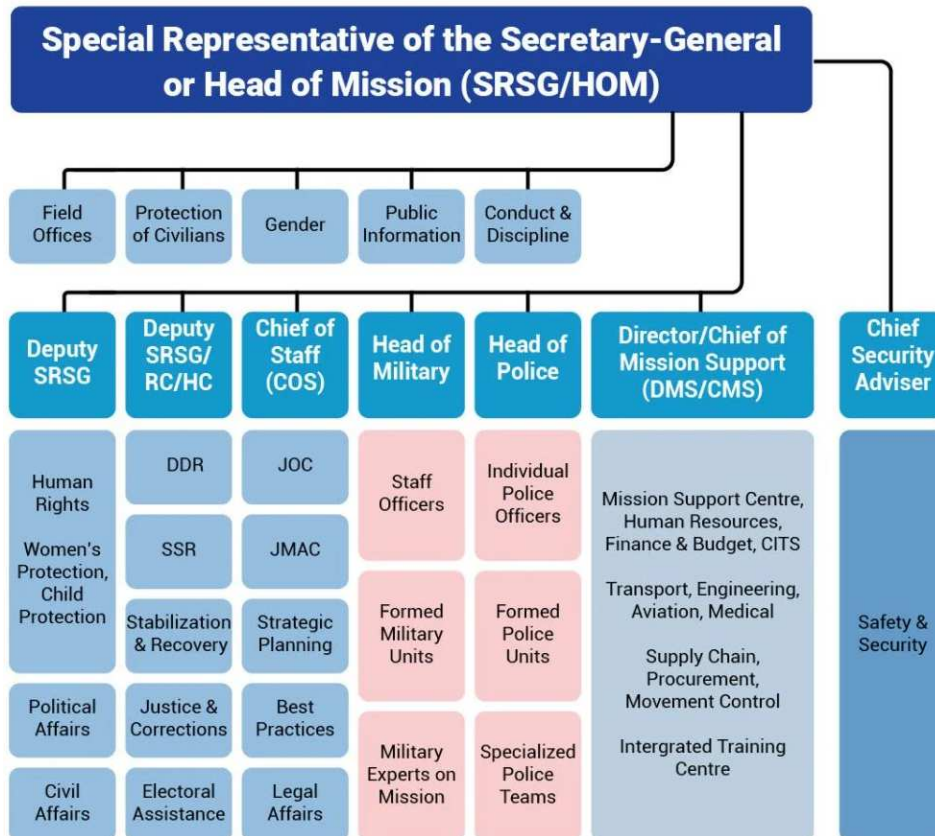 Special Representative of the Secretary-General
or Head of Mission (SRSG/HOM)
Field
Offices
Protection
of Civilians
Gender
Public
Information
Conduct &
Discipline
Deputy
SRSG
Deputy
SRSG/
RC/HC
Chief of
Staff
(COS)
Head of
Military
Head of
Police
Director/Chief of
Mission Support
(DMS/CMS)
Chief
Security
Adviser
Human
Rights
Women's
Protection,
Child
Protection
Political
Affairs
Civil
Affairs
DDR
SSR
Stabilization
& Recovery
Justice &
Corrections
Electoral
Assistance
JOC
JMAC
Strategic
Planning
Best
Practices
Legal
Affairs
Staff
Officers
Formed
Military
Units
Military
Experts on
Mission
Individual
Police
Officers
Formed
Police
Units
Specialized
Police
Teams
Mission Support Centre,
Human Resources,
Finance & Budget, CITS
Transport, Engineering,
Aviation, Medical
Supply Chain,
Procurement,
Movement Control
Intergrated Training
Centre
Safety &
Security